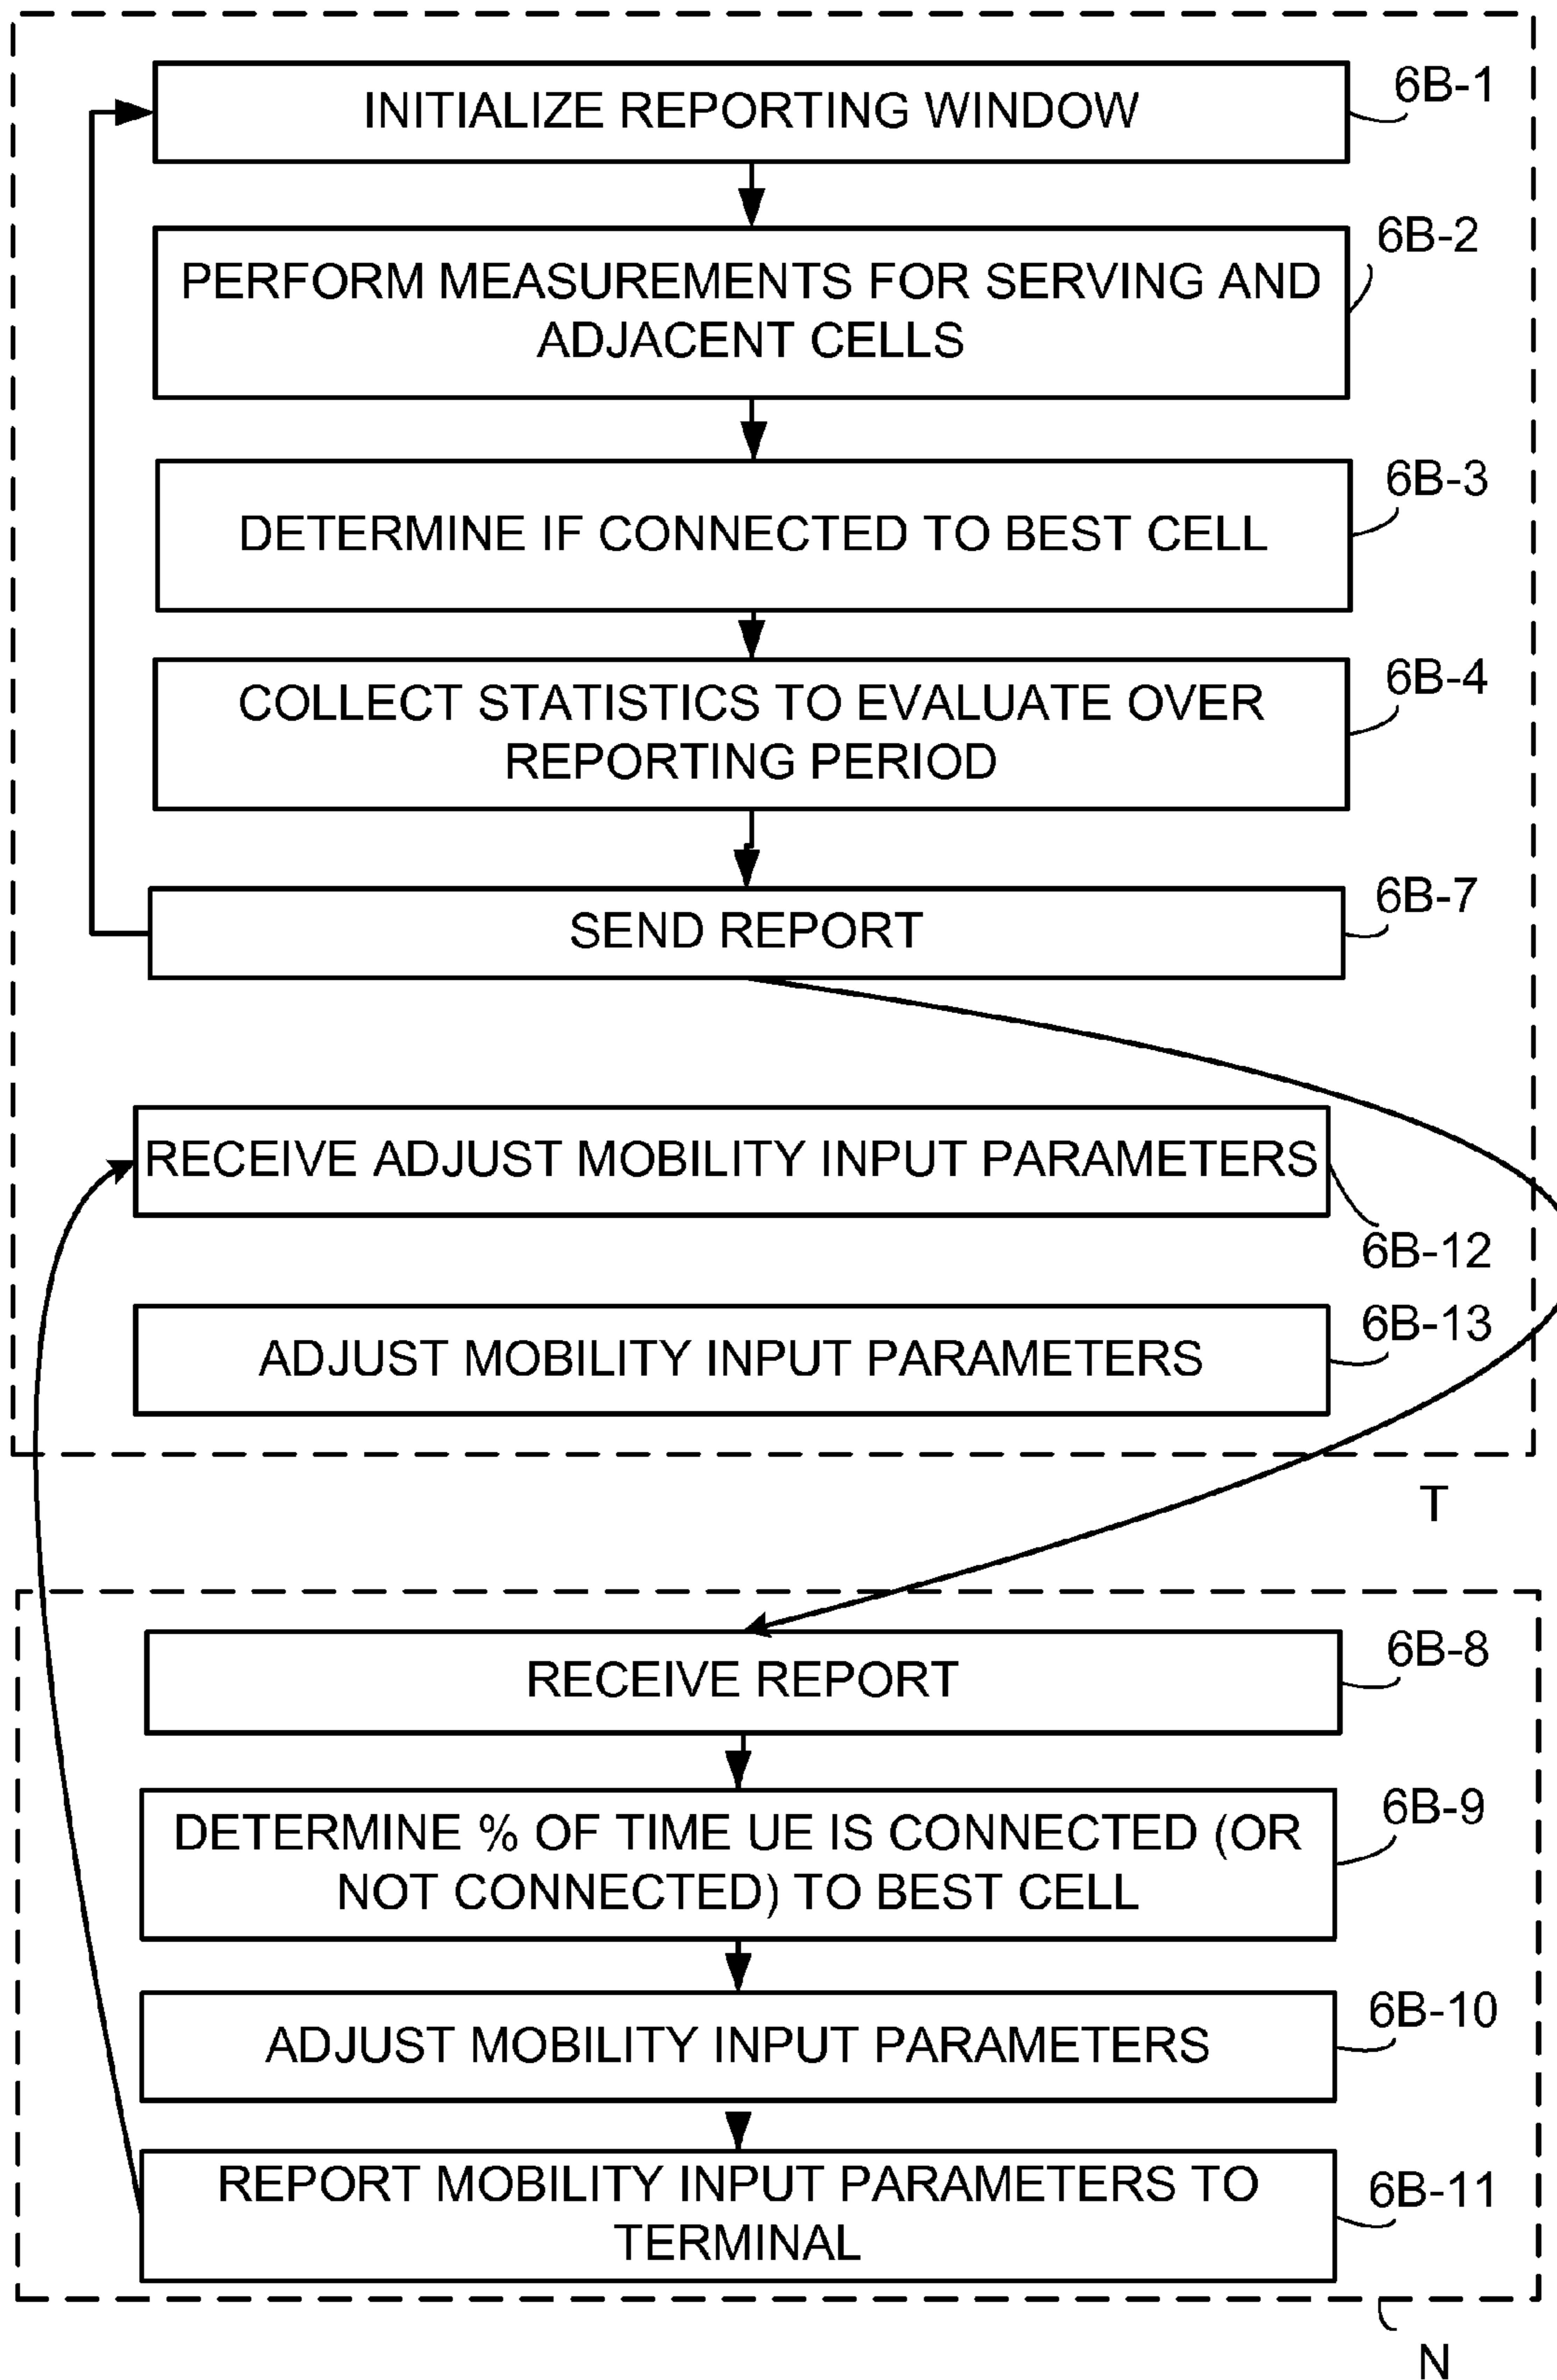 INITIALIZE REPORTING WINDOW
6B-1
PERFORM MEASUREMENTS FOR SERVING AND
ADJACENT CELLS
6B-2
DETERMINE IF CONNECTED TO BEST CELL
6B-3
COLLECT STATISTICS TO EVALUATE OVER
REPORTING PERIOD
6B-4
SEND REPORT
6B-7
RECEIVE ADJUST MOBILITY INPUT PARAMETERS
6B-12
ADJUST MOBILITY INPUT PARAMETERS
6B-13
T
RECEIVE REPORT
6B-8
DETERMINE % OF TIME UE IS CONNECTED (OR
NOT CONNECTED) TO BEST CELL
6B-9
ADJUST MOBILITY INPUT PARAMETERS
6B-10
REPORT MOBILITY INPUT PARAMETERS TO
TERMINAL
6B-11
N